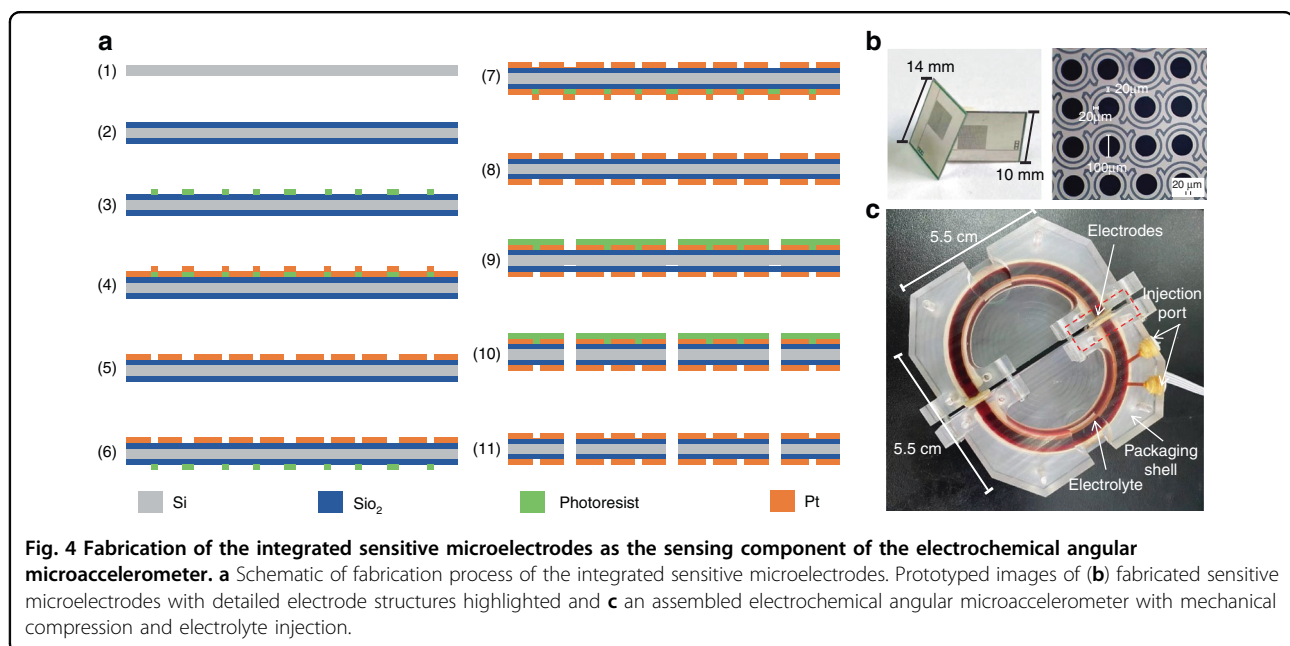 a
(1)
(2)
(3)
(4)
(5)
(6)
(7)
(8)
(9)
(10)
(11)
Si
Sio₂
Photoresist
Pt
b
14 mm
10 mm
20μm
20μm
100μm
20 μm
c
5.5 cm
5.5 cm
Electrodes
Injection
port
Packaging
shell
Electrolyte
Fig. 4 Fabrication of the integrated sensitive microelectrodes as the sensing component of the electrochemical angular
microaccelerometer. a Schematic of fabrication process of the integrated sensitive microelectrodes. Prototyped images of (b) fabricated sensitive
microelectrodes with detailed electrode structures highlighted and c an assembled electrochemical angular microaccelerometer with mechanical
compression and electrolyte injection.